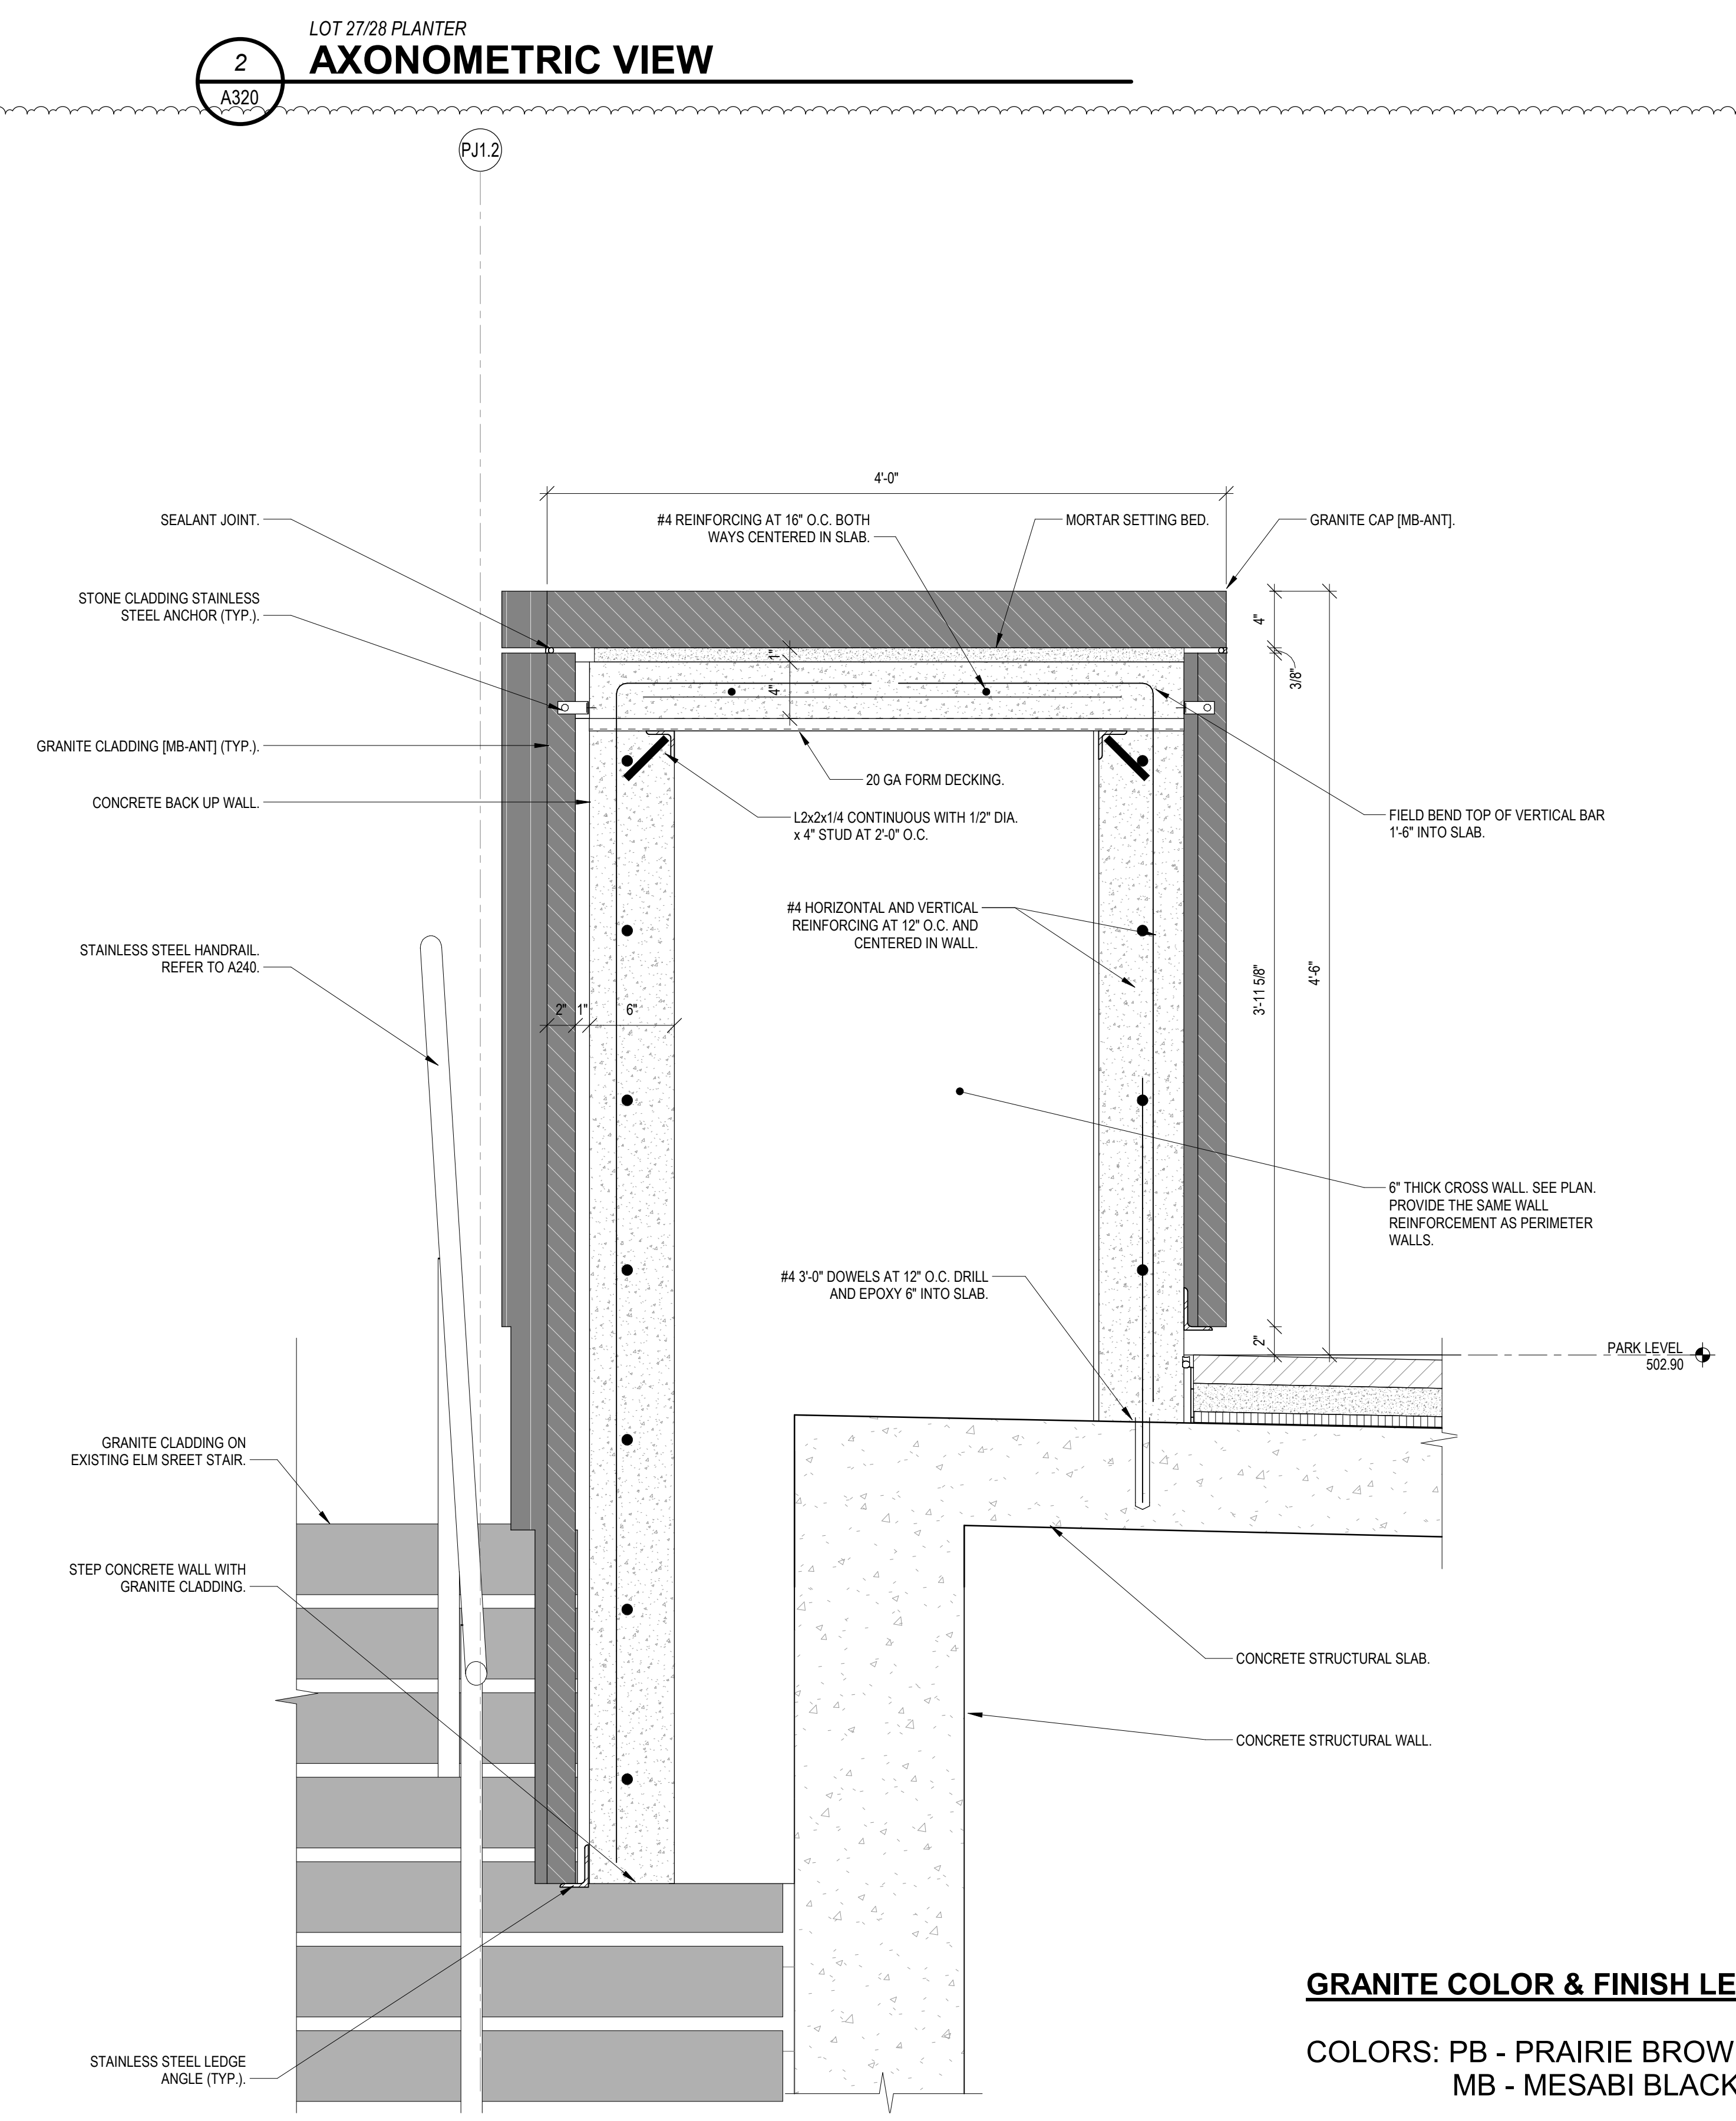 LOT 27/28 PLANTER
2
AXONOMETRIC VIEW
A320
PJ1.2
4'-0"
SEALANT JOINT.
#4 REINFORCING AT 16" O.C. BOTH
WAYS CENTERED IN SLAB.
MORTAR SETTING BED.
GRANITE CAP [MB-ANT].
STONE CLADDING STAINLESS
STEEL ANCHOR (TYP.).
4"
1"
3/8"
4"
GRANITE CLADDING [MB-ANT] (TYP.).
20 GA FORM DECKING.
CONCRETE BACK UP WALL.
L2x2x1/4 CONTINUOUS WITH 1/2" DIA.
x 4" STUD AT 2'-0" O.C.
FIELD BEND TOP OF VERTICAL BAR
1'-6" INTO SLAB.
#4 HORIZONTAL AND VERTICAL
REINFORCING AT 12" O.C. AND
CENTERED IN WALL.
STAINLESS STEEL HANDRAIL.
REFER TO A240.
3'-11 5/8"
4'-6"
2"
1"
6"
6" THICK CROSS WALL. SEE PLAN.
PROVIDE THE SAME WALL
REINFORCEMENT AS PERIMETER
WALLS.
#4 3'-0" DOWELS AT 12" O.C. DRILL
AND EPOXY 6" INTO SLAB.
2"
PARK LEVEL
502.90
GRANITE CLADDING ON
EXISTING ELM SREET STAIR.
STEP CONCRETE WALL WITH
GRANITE CLADDING.
CONCRETE STRUCTURAL SLAB.
CONCRETE STRUCTURAL WALL.
STAINLESS STEEL LEDGE
ANGLE (TYP.).
GRANITE COLOR & FINISH LE
COLORS: PB - PRAIRIE BROW
MB - MESABI BLACK